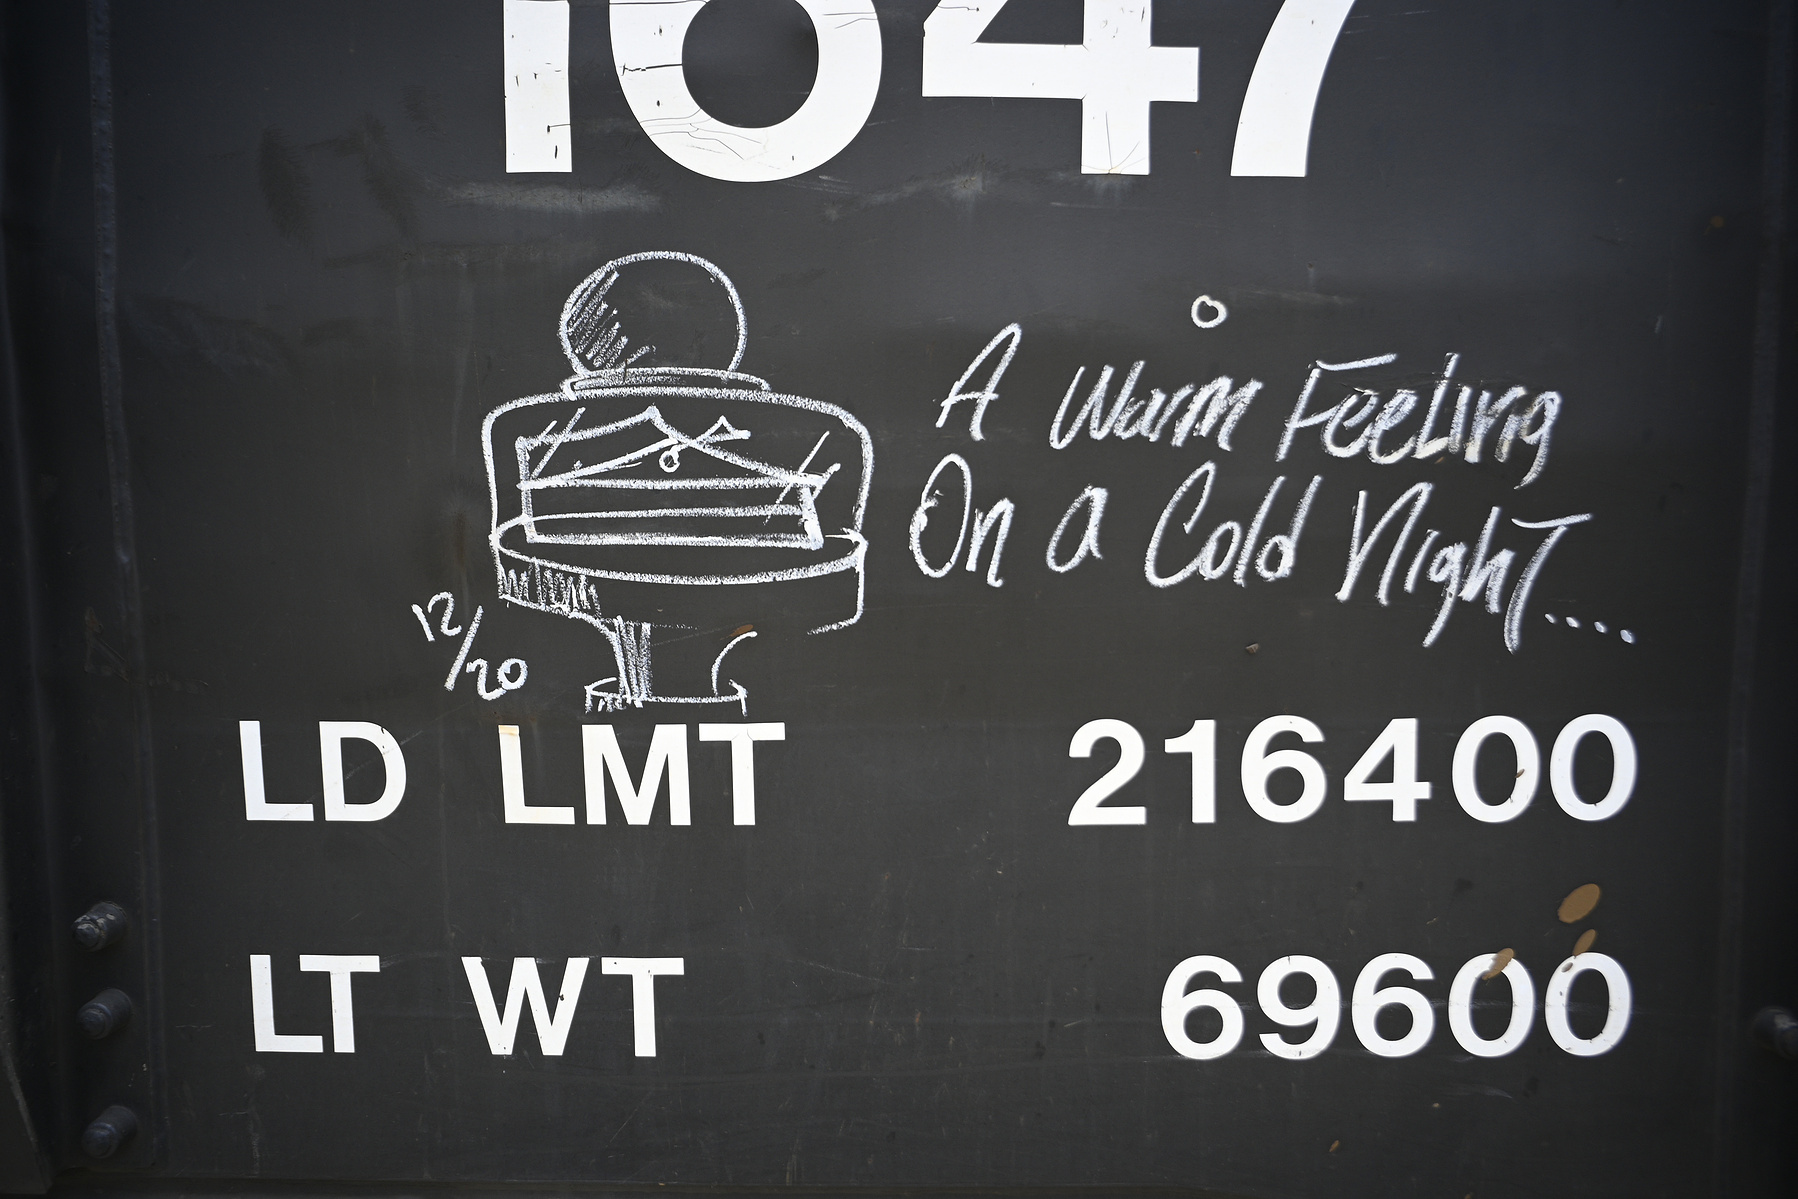 1647
A Warm Feeling
On a Cold Night....
12/20
LD LMT 216400
LT WT 69600